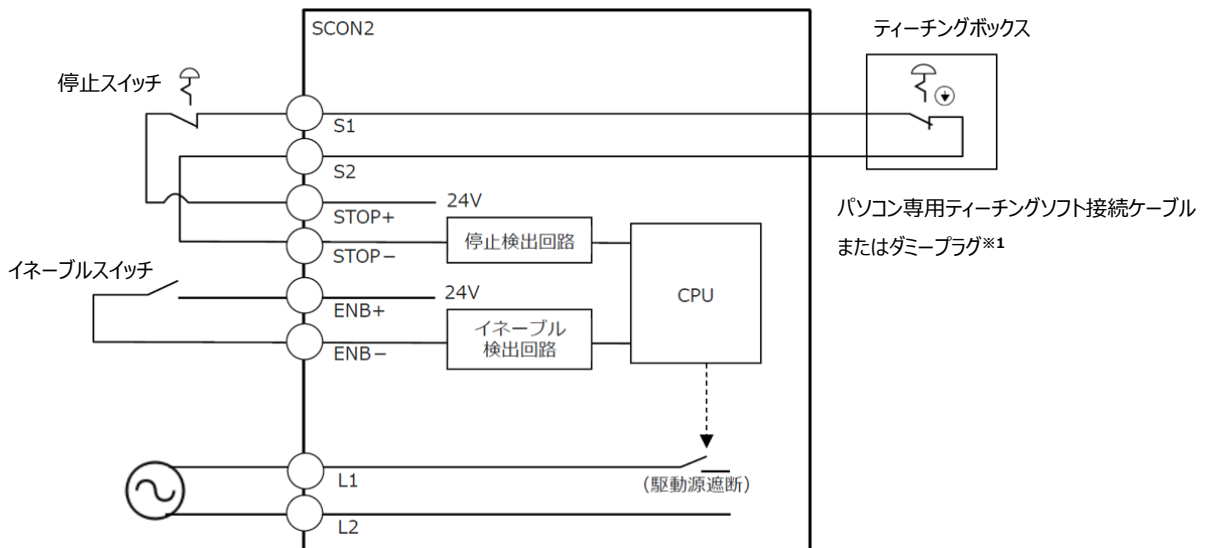 SCON2
ティーチングボックス
停止スイッチ
S1
S2
24V
STOP+
停止検出回路
STOP−
パソコン専用ティーチングソフト接続ケーブル
またはダミープラグ※1
イネーブルスイッチ
24V
ENB+
イネーブル
検出回路
ENB−
CPU
L1
(駆動源遮断)
L2